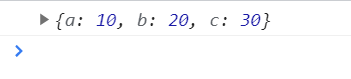 {a: 10, b: 20, c: 30}